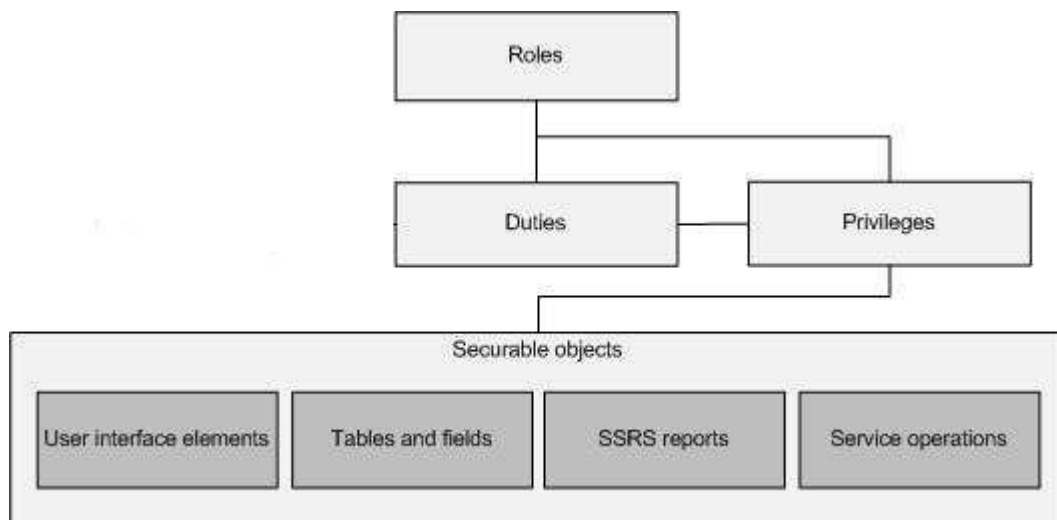 Roles
Duties
Privileges
Securable objects
User interface elements
Tables and fields
SSRS reports
Service operations